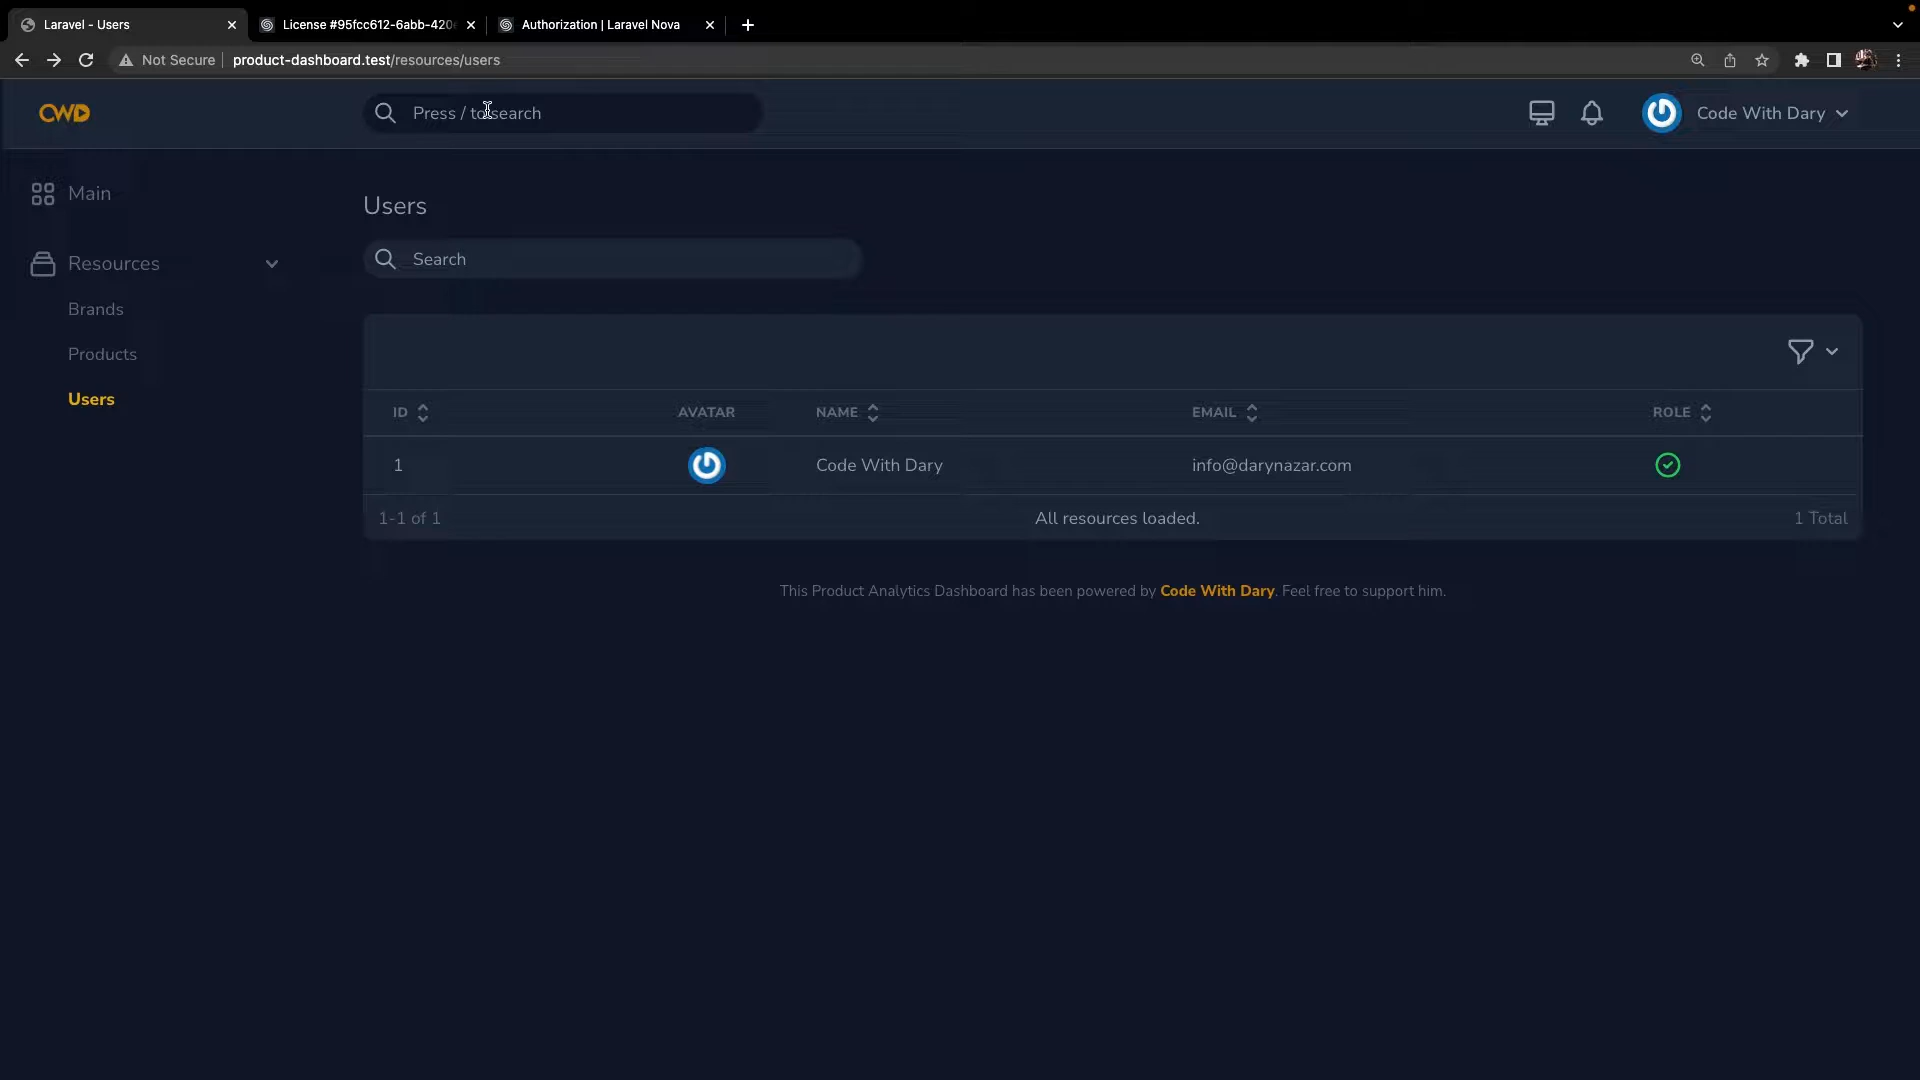 Laravel - Users
License #95fcc612-6abb-420
Authorization | Laravel Nova
Not Secure
product-dashboard.test/resources/users
CWD
Press / to search
Code With Dary
Main
Users
Resources
Search
Brands
Products
Users
ID
AVATAR
NAME
EMAIL
ROLE
1
Code With Dary
info@darynazar.com
1-1 of 1
All resources loaded.
1 Total
This Product Analytics Dashboard has been powered by Code With Dary. Feel free to support him.